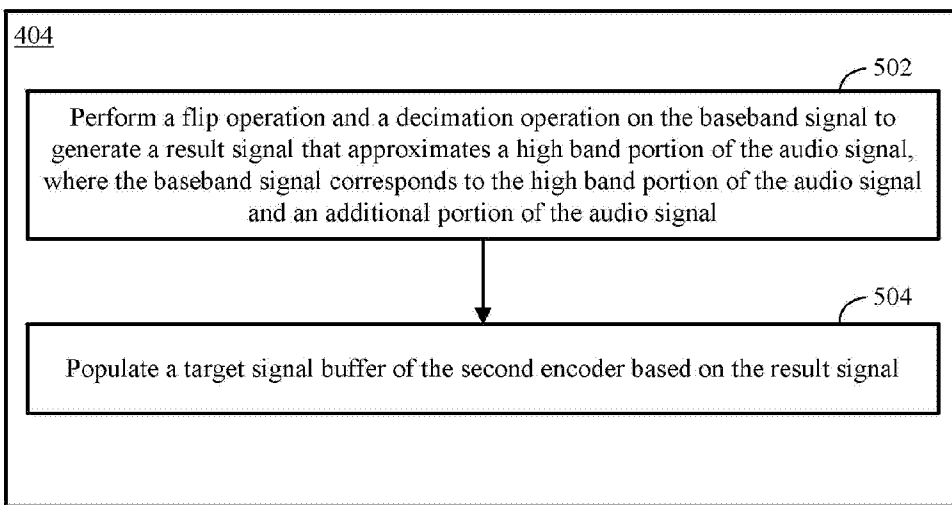 404
502
Perform a flip operation and a decimation operation on the baseband signal to
generate a result signal that approximates a high band portion of the audio signal,
where the baseband signal corresponds to the high band portion of the audio signal
and an additional portion of the audio signal
504
Populate a target signal buffer of the second encoder based on the result signal